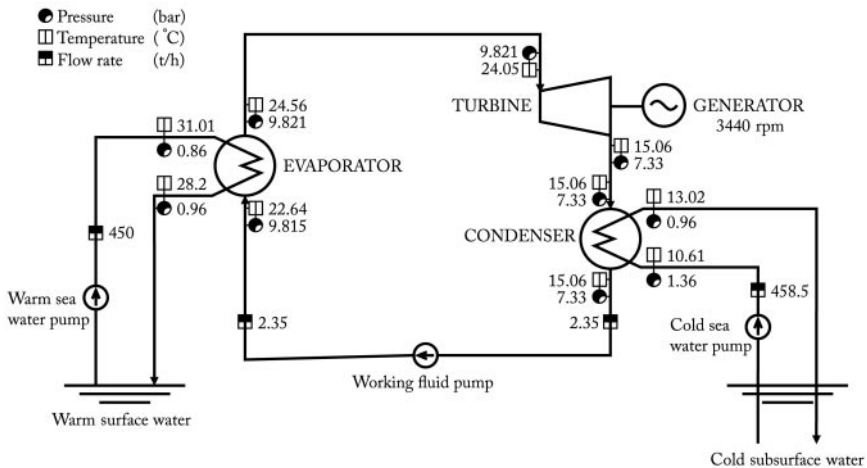 Pressure (bar)
Temperature (°C)
Flow rate (t/h)
9.821
24.05
TURBINE
GENERATOR
3440 rpm
24.56
9.821
31.01
0.86
EVAPORATOR
28.2
0.96
22.64
9.815
15.06
7.33
15.06
7.33
13.02
0.96
CONDENSER
10.61
1.36
15.06
7.33
450
458.5
Warm sea
water pump
2.35
2.35
Cold sea
water pump
Working fluid pump
Warm surface water
Cold subsurface water